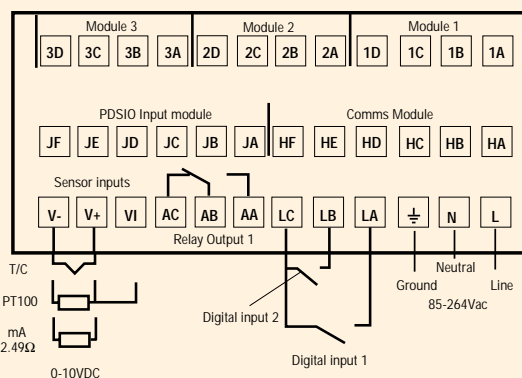 Module 3 Module 2 Module 1
3D 3C 3B 3A 2D 2C 2B 2A 1D 1C 1B 1A
PDSIO Input module Comms Module
JF JE JD JC JB JA HF HE HD HC HB HA
Sensor inputs
V- V+ VI AC AB AA LC LB LA N L
Relay Output 1
T/C
Neutral
Ground Line
PT100
85-264Vac
Digital input 2
mA
2.49Ω
Digital input 1
0-10VDC